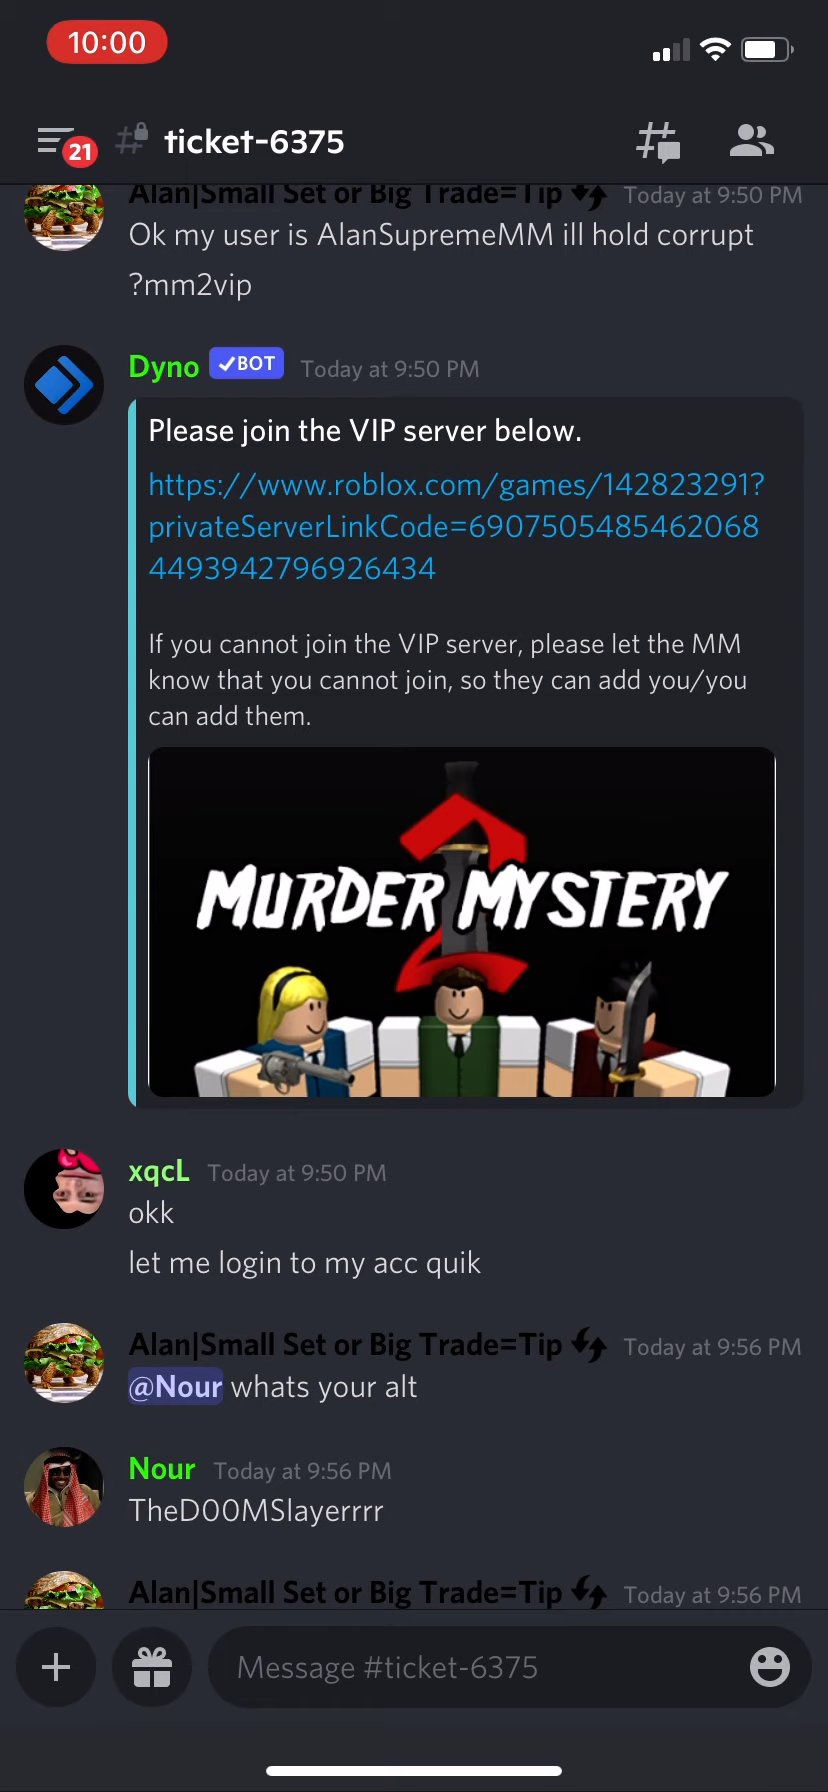 10:00
21
ticket-6375
Alan|Small Set or Big Trade=Tip Today at 9:50 PM
Ok my user is AlanSupremeMM ill hold corrupt
?mm2vip
Dyno BOT Today at 9:50 PM
Please join the VIP server below.
https://www.roblox.com/games/142823291?
privateServerLinkCode=6907505485462068
4493942796926434
If you cannot join the VIP server, please let the MM
know that you cannot join, so they can add you/you
can add them.
2
MURDER MYSTERY
xqcL Today at 9:50 PM
okk
let me login to my acc quik
Alan|Small Set or Big Trade=Tip Today at 9:56 PM
@Nour whats your alt
Nour Today at 9:56 PM
TheD00MSlayerrrr
Alan|Small Set or Big Trade=Tip Today at 9:56 PM
Message #ticket-6375